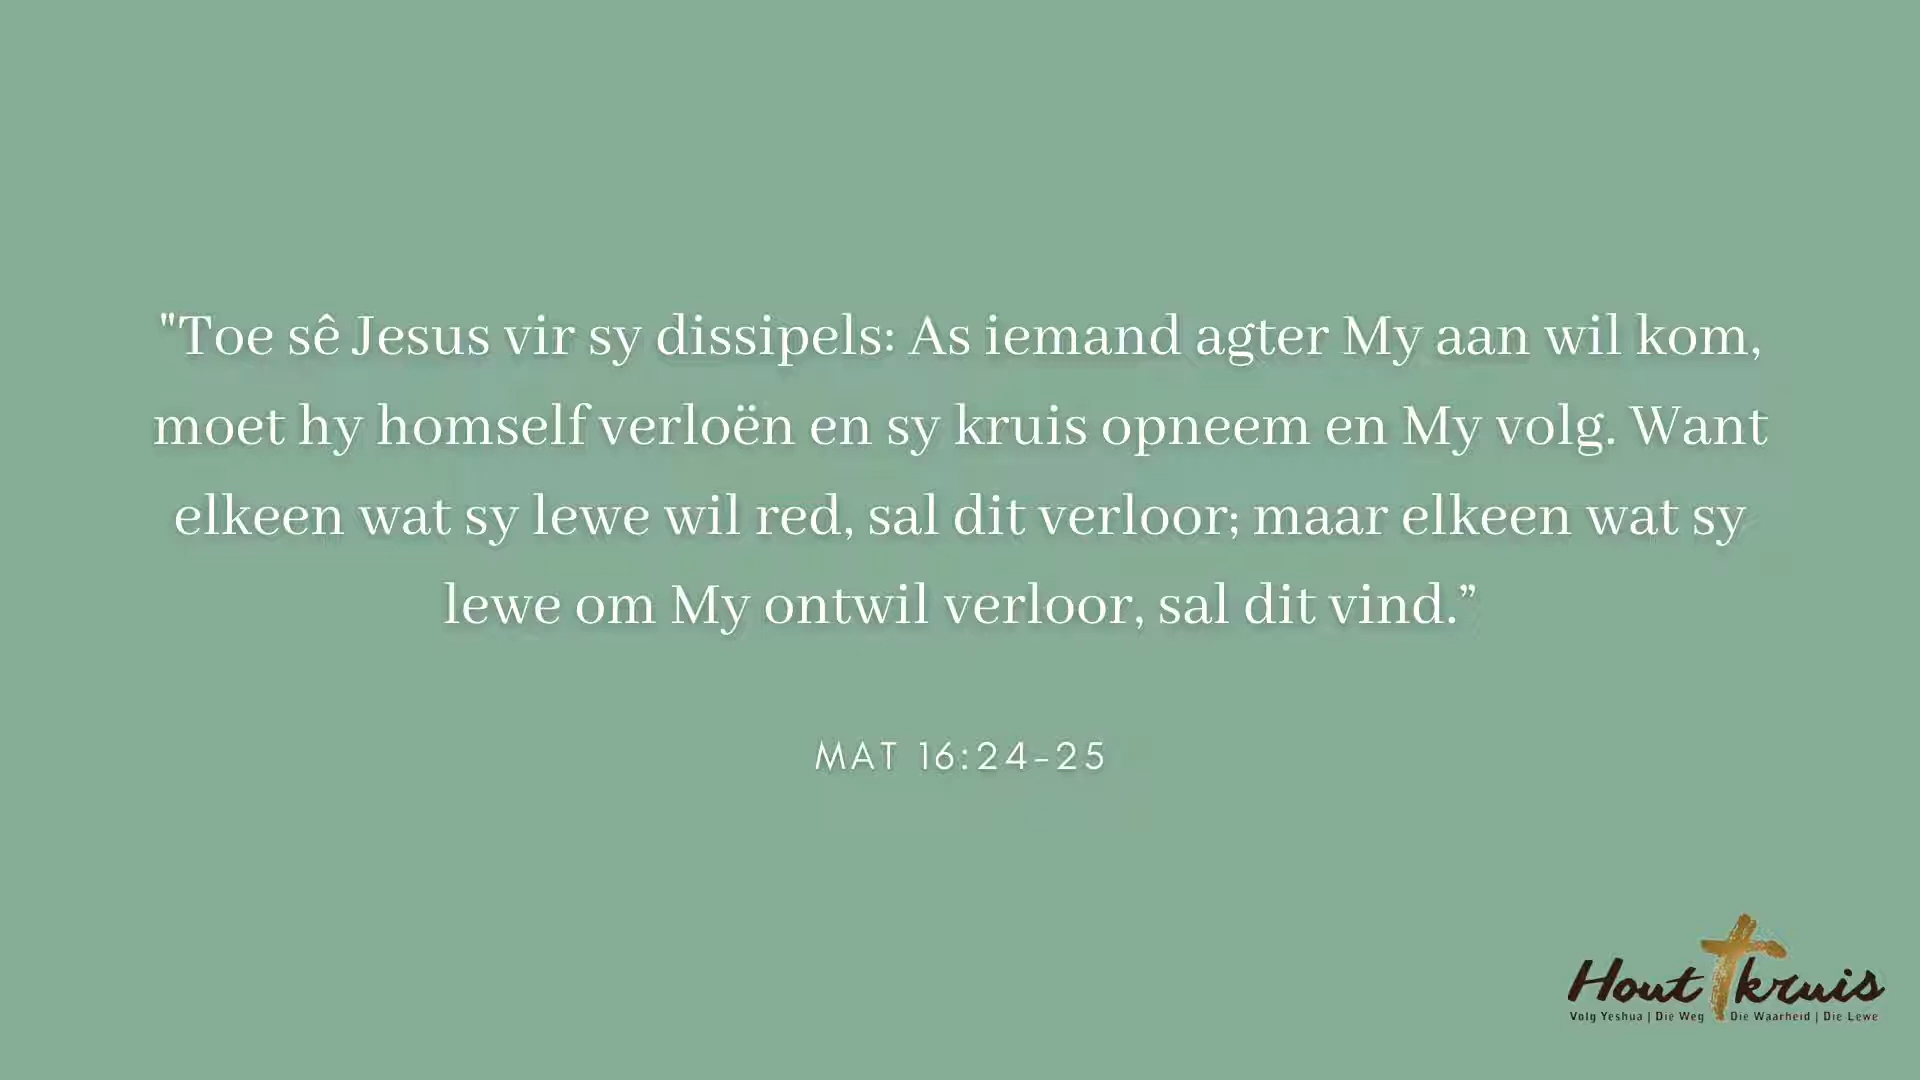 "Toe sê Jesus vir sy dissipels: As iemand agter My aan wil kom,
moet hy homself verloën en sy kruis opneem en My volg. Want
elkeen wat sy lewe wil red, sal dit verloor; maar elkeen wat sy
lewe om My ontwil verloor, sal dit vind.”
MAT 16:24-25
Hout kruis
Volg Yeshua | Die Weg Die Waarheid | Die Lewe